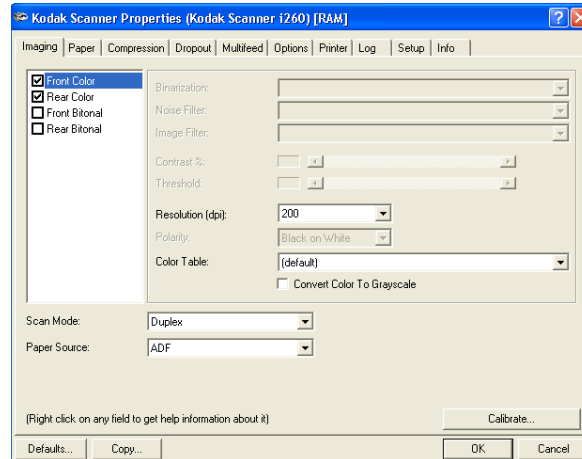 Kodak Scanner Properties (Kodak Scanner i260) [RAM]
Imaging Paper Compression Dropout Multifeed Options Printer Log Setup Info
Front Color
Rear Color
Front Bitonal
Rear Bitonal
Binarization:
Noise Filter:
Image Filter:
Contrast %:
Threshold:
Resolution (dpi): 200
Polarity: Black on White
Color Table: (default)
Convert Color To Grayscale
Scan Mode: Duplex
Paper Source: ADF
(Right click on any field to get help information about it)
Calibrate...
Defaults... Copy... OK Cancel